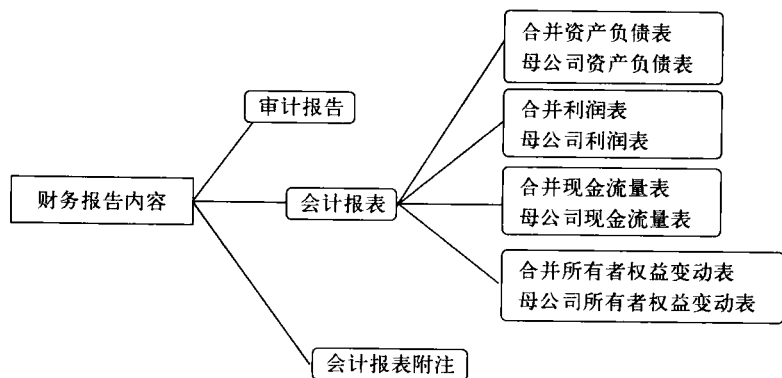 财务报告内容
审计报告
会计报表
合并资产负债表
母公司资产负债表
合并利润表
母公司利润表
合并现金流量表
母公司现金流量表
合并所有者权益变动表
母公司所有者权益变动表
会计报表附注